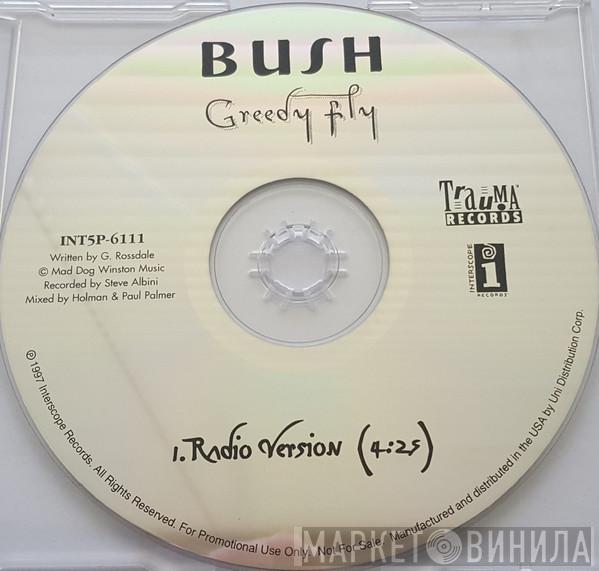 BUSH
Greedy Fly
TRAUMA
RECORDS
INTERSCOPE
RECORDS
INT5P-6111
Written by G. Rossdale
© Mad Dog Winston Music
Recorded by Steve Albini
Mixed by Holman & Paul Palmer
1. Radio Version (4:25)
℗ 1997 Interscope Records. All Rights Reserved. For Promotional Use Only. Not For Sale. Manufactured and distributed in the USA by Uni Distribution Corp.
МАРКЕТ ВИНИЛА